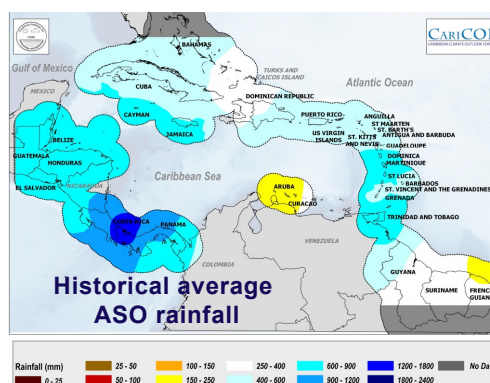 CARICO
CARIBBEAN CLIMATE OUTLOOK FOR
BAHAMAS
Gulf of Mexico
TURKS AND
CAICOS ISLAND
Atlantic Ocean
MEXICO
CUBA
DOMINICAN REPUBLIC
CAYMAN
PUERTO RICO
ANGUILLA
ST MAARTEN
ST. BARTH'S
JAMAICA
US VIRGIN
ISLANDS
ST. KITTS
AND NEVIS
ANTIGUA AND BARBUDA
GUADELOUPE
BELIZE
DOMINICA
MARTINIQUE
GUATEMALA
HONDURAS
Caribbean Sea
ST LUCIA
BARBADOS
EL SALVADOR
NICARAGUA
ARUBA
CURACAO
ST. VINCENT AND THE GRENADINES
GRENADA
TRINIDAD AND TOBAGO
PANAMA
VENEZUELA
COLOMBIA
GUYANA
SURINAME
FRENC
GUIAN
Historical average
ASO rainfall
Rainfall (mm)
0 - 25
25 - 50
50 - 100
100 - 150
150 - 250
250 - 400
400 - 600
600 - 900
900 - 1200
1200 - 1800
1800 - 2400
No Da